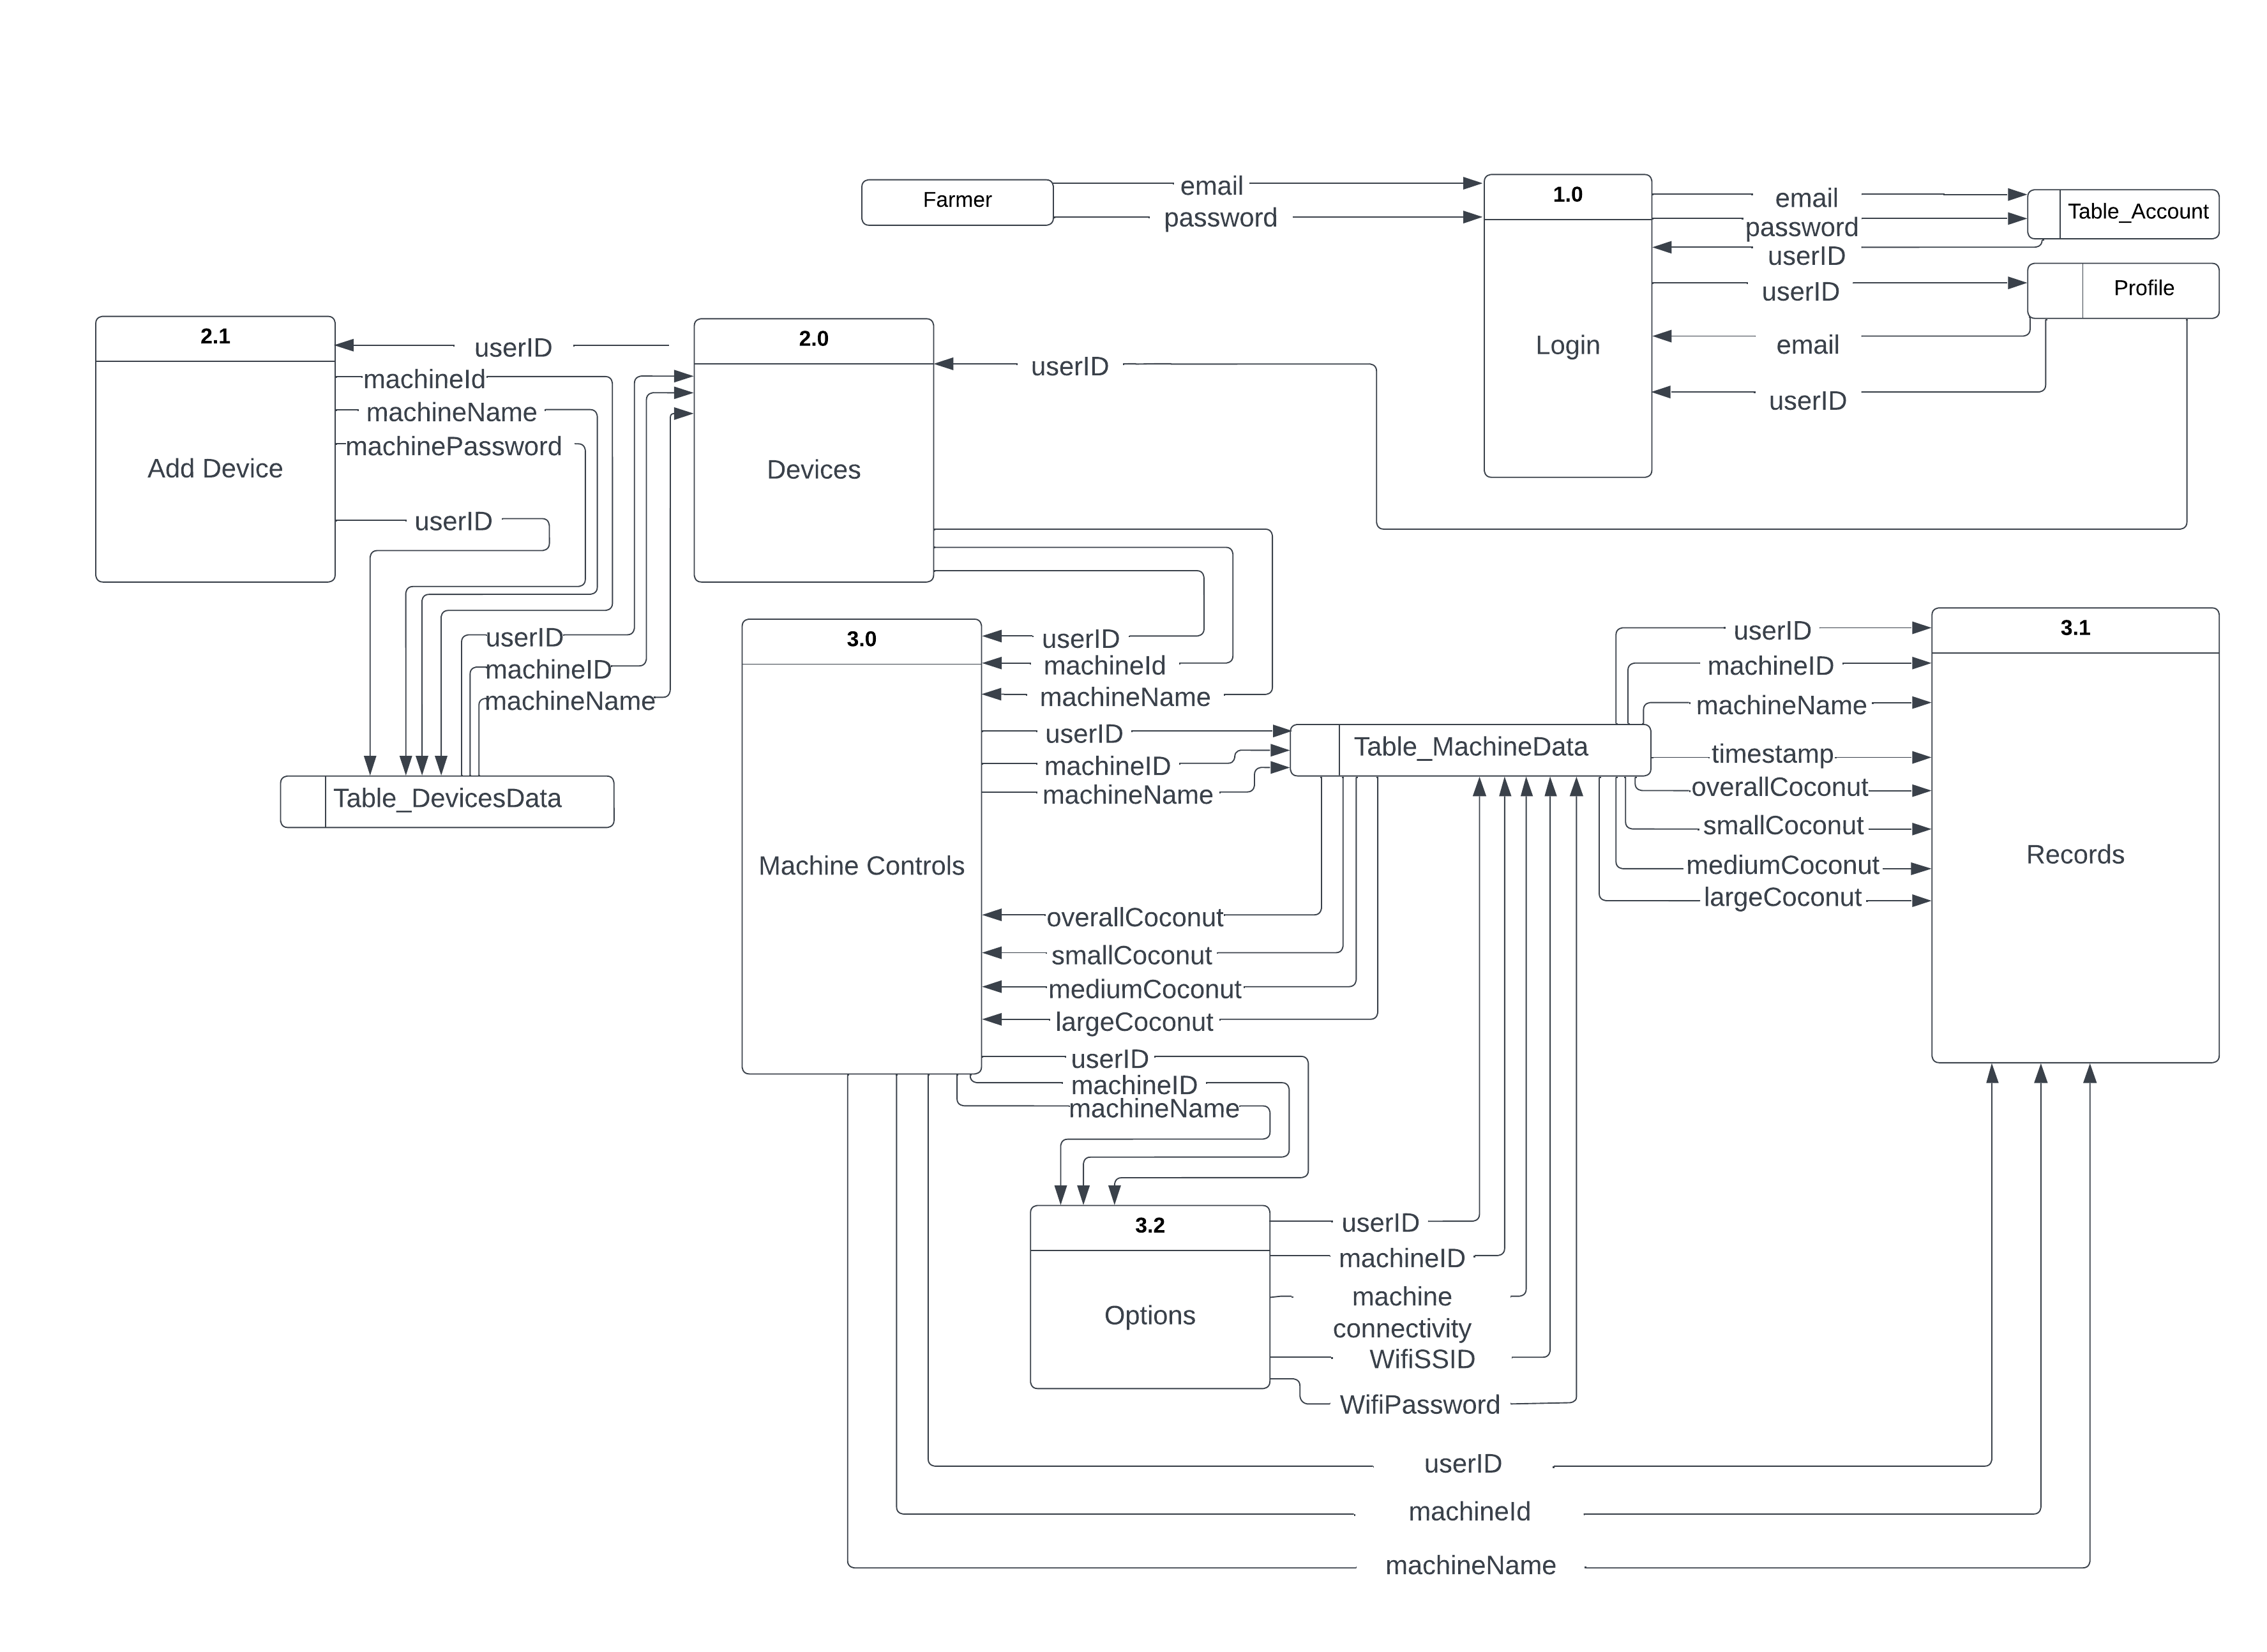 Farmer
email
password
1.0
Login
email
password
userID
userID
email
userID
Table_Account
Profile
2.1
Add Device
userID
machineId
machineName
machinePassword
userID
2.0
Devices
userID
userID
machineID
machineName
Table_DevicesData
3.0
Machine Controls
userID
machineId
machineName
userID
machineID
machineName
Table_MachineData
overallCoconut
smallCoconut
mediumCoconut
largeCoconut
userID
machineID
machineName
timestamp
overallCoconut
smallCoconut
mediumCoconut
largeCoconut
3.1
Records
userID
machineID
machineName
3.2
Options
userID
machineID
machine
connectivity
WifiSSID
WifiPassword
userID
machineId
machineName